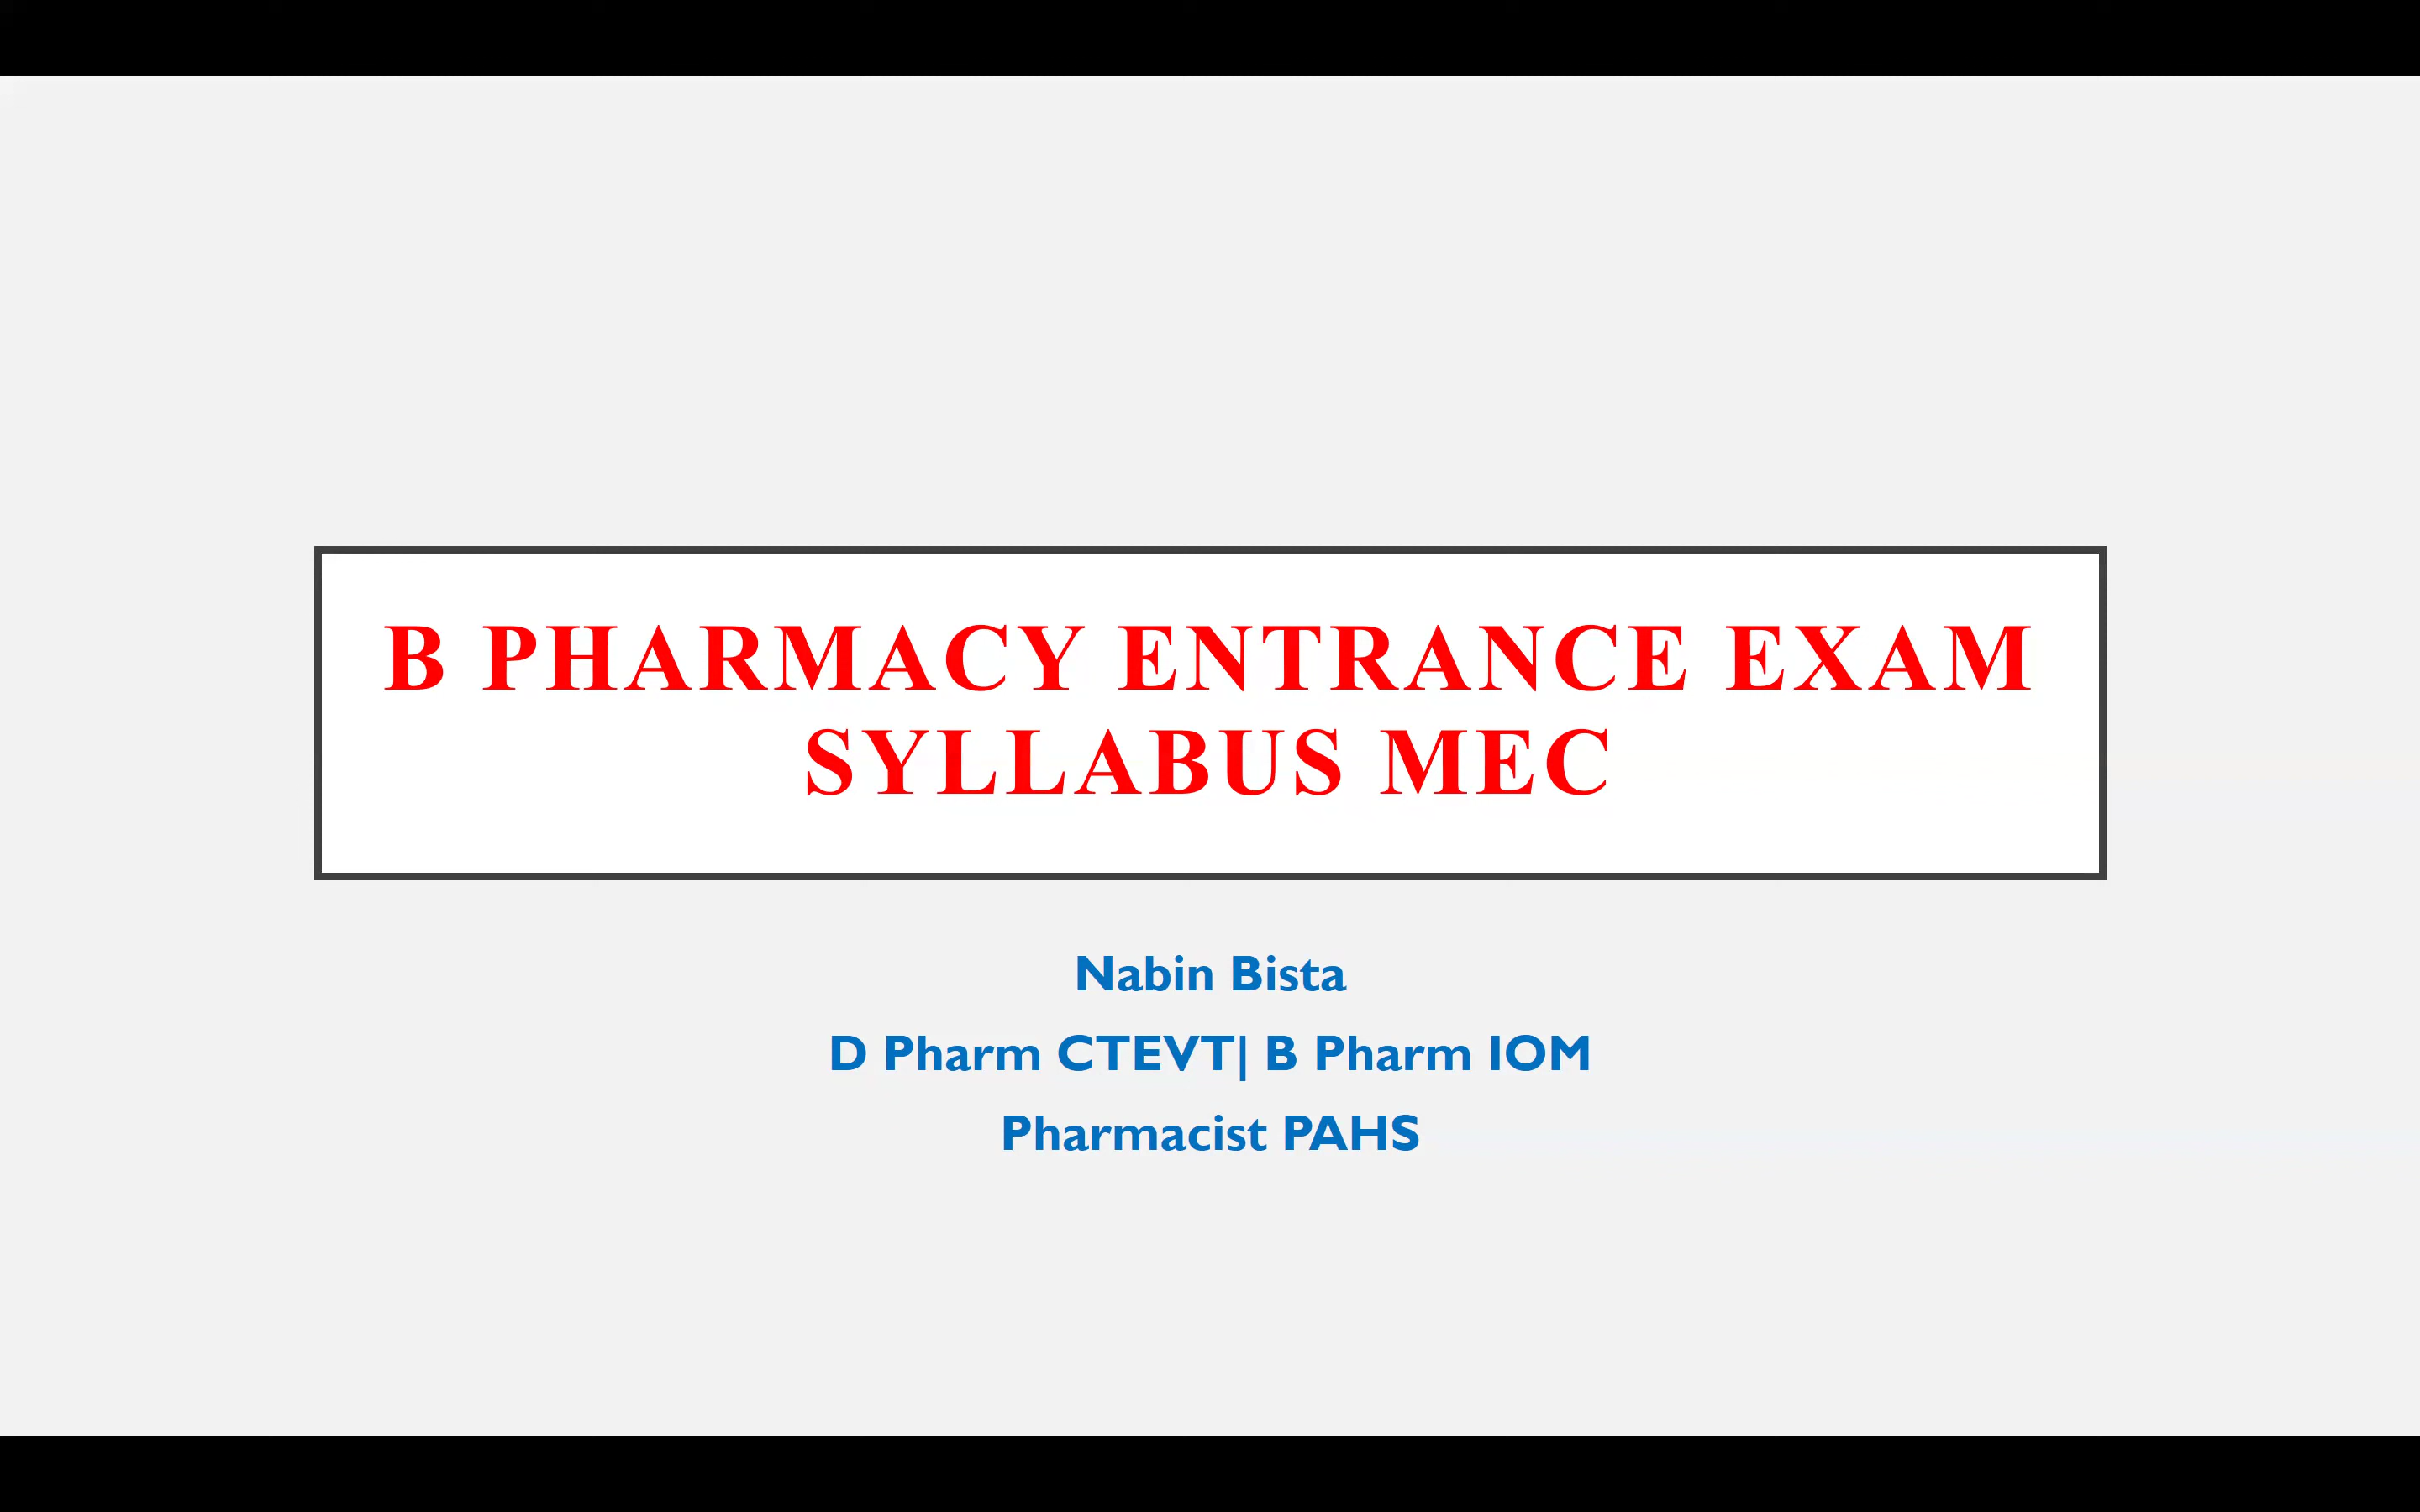 B PHARMACY ENTRANCE EXAM
SYLLABUS MEC
Nabin Bista
D Pharm CTEVT| B Pharm IOM
Pharmacist PAHS